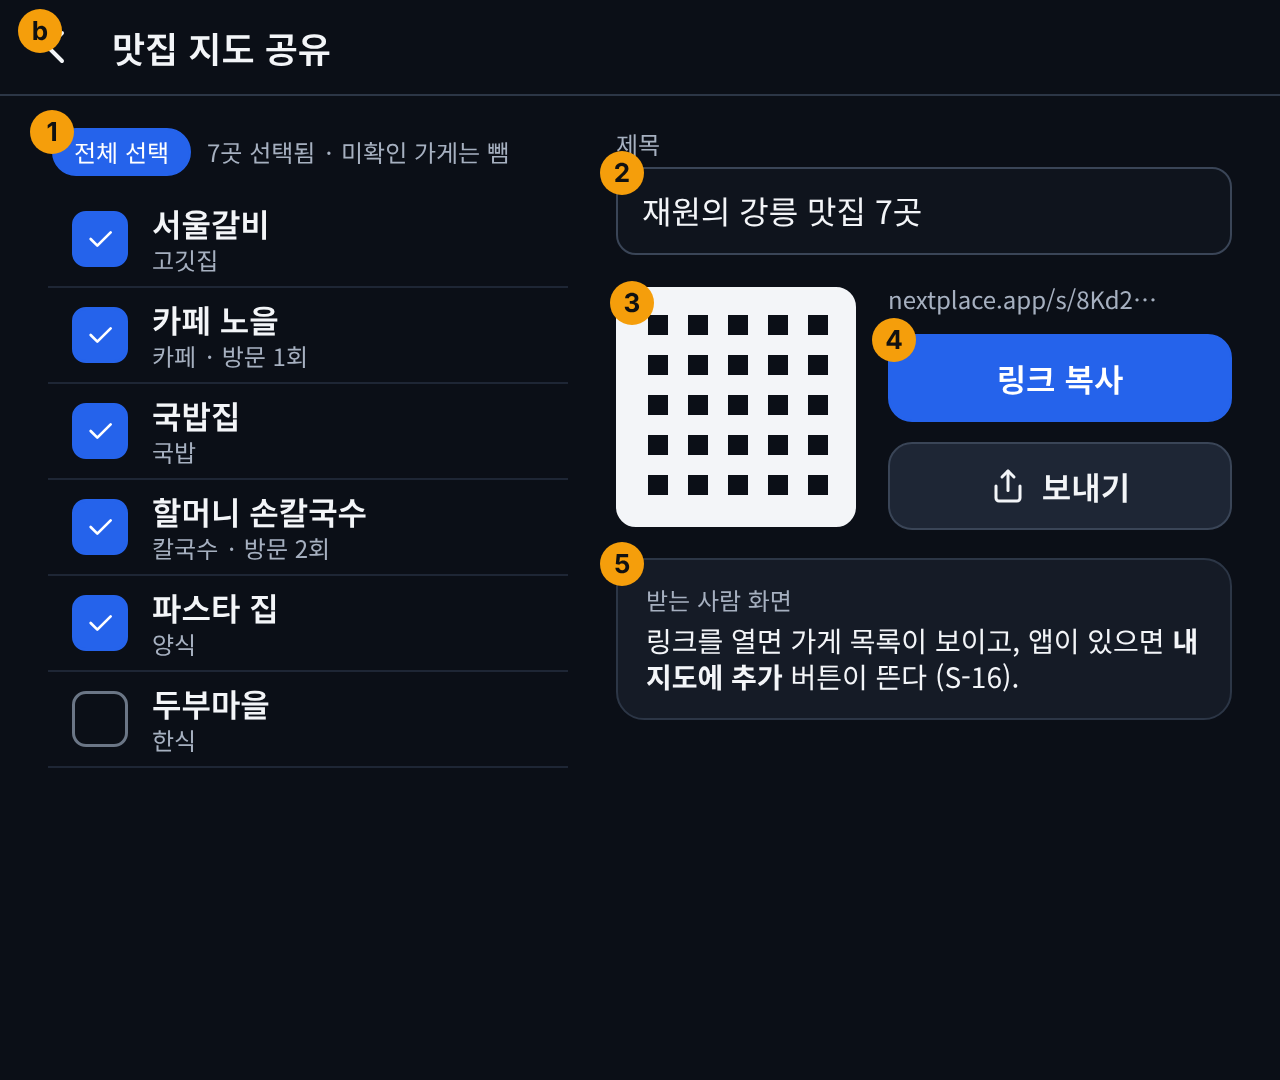 b
맛집 지도 공유
1
전체 선택
7곳 선택됨 · 미확인 가게는 뺌
서울갈비
고깃집
카페 노을
카페 · 방문 1회
국밥집
국밥
할머니 손칼국수
칼국수 · 방문 2회
파스타 집
양식
두부마을
한식
제목
2
재원의 강릉 맛집 7곳
3
nextplace.app/s/8Kd2···
4
링크 복사
보내기
5
받는 사람 화면
링크를 열면 가게 목록이 보이고, 앱이 있으면 내
지도에 추가 버튼이 뜬다 (S-16).